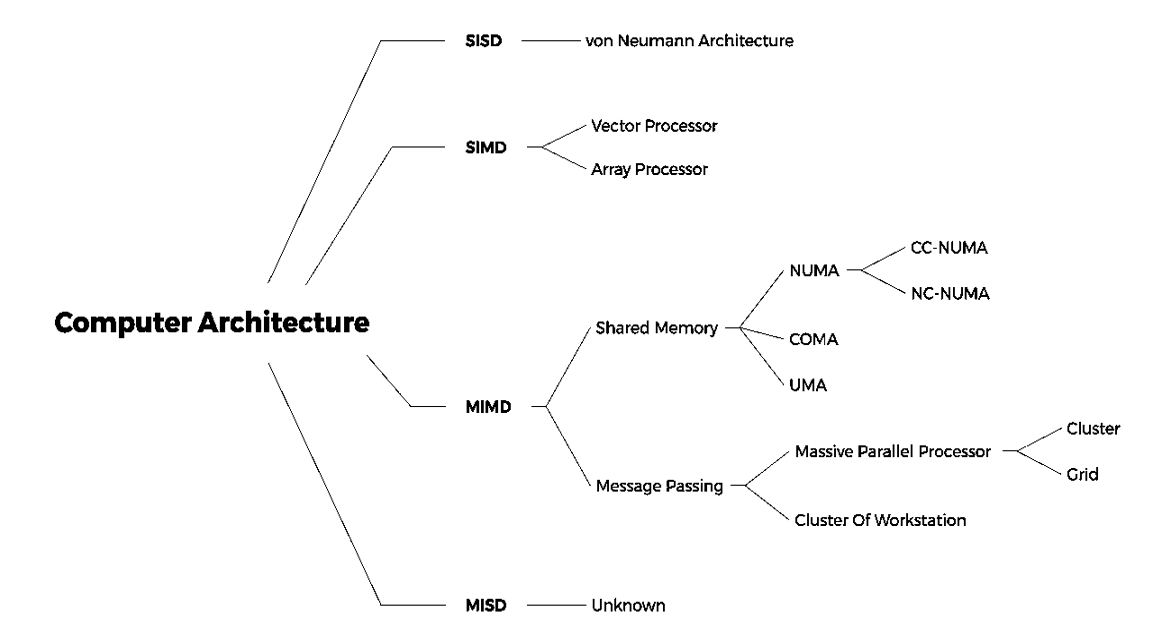 SISD
von Neumann Architecture
SIMD
Vector Processor
Array Processor
Computer Architecture
MIMD
Shared Memory
NUMA
CC-NUMA
NC-NUMA
COMA
UMA
Message Passing
Massive Parallel Processor
Cluster
Grid
Cluster Of Workstation
MISD
Unknown